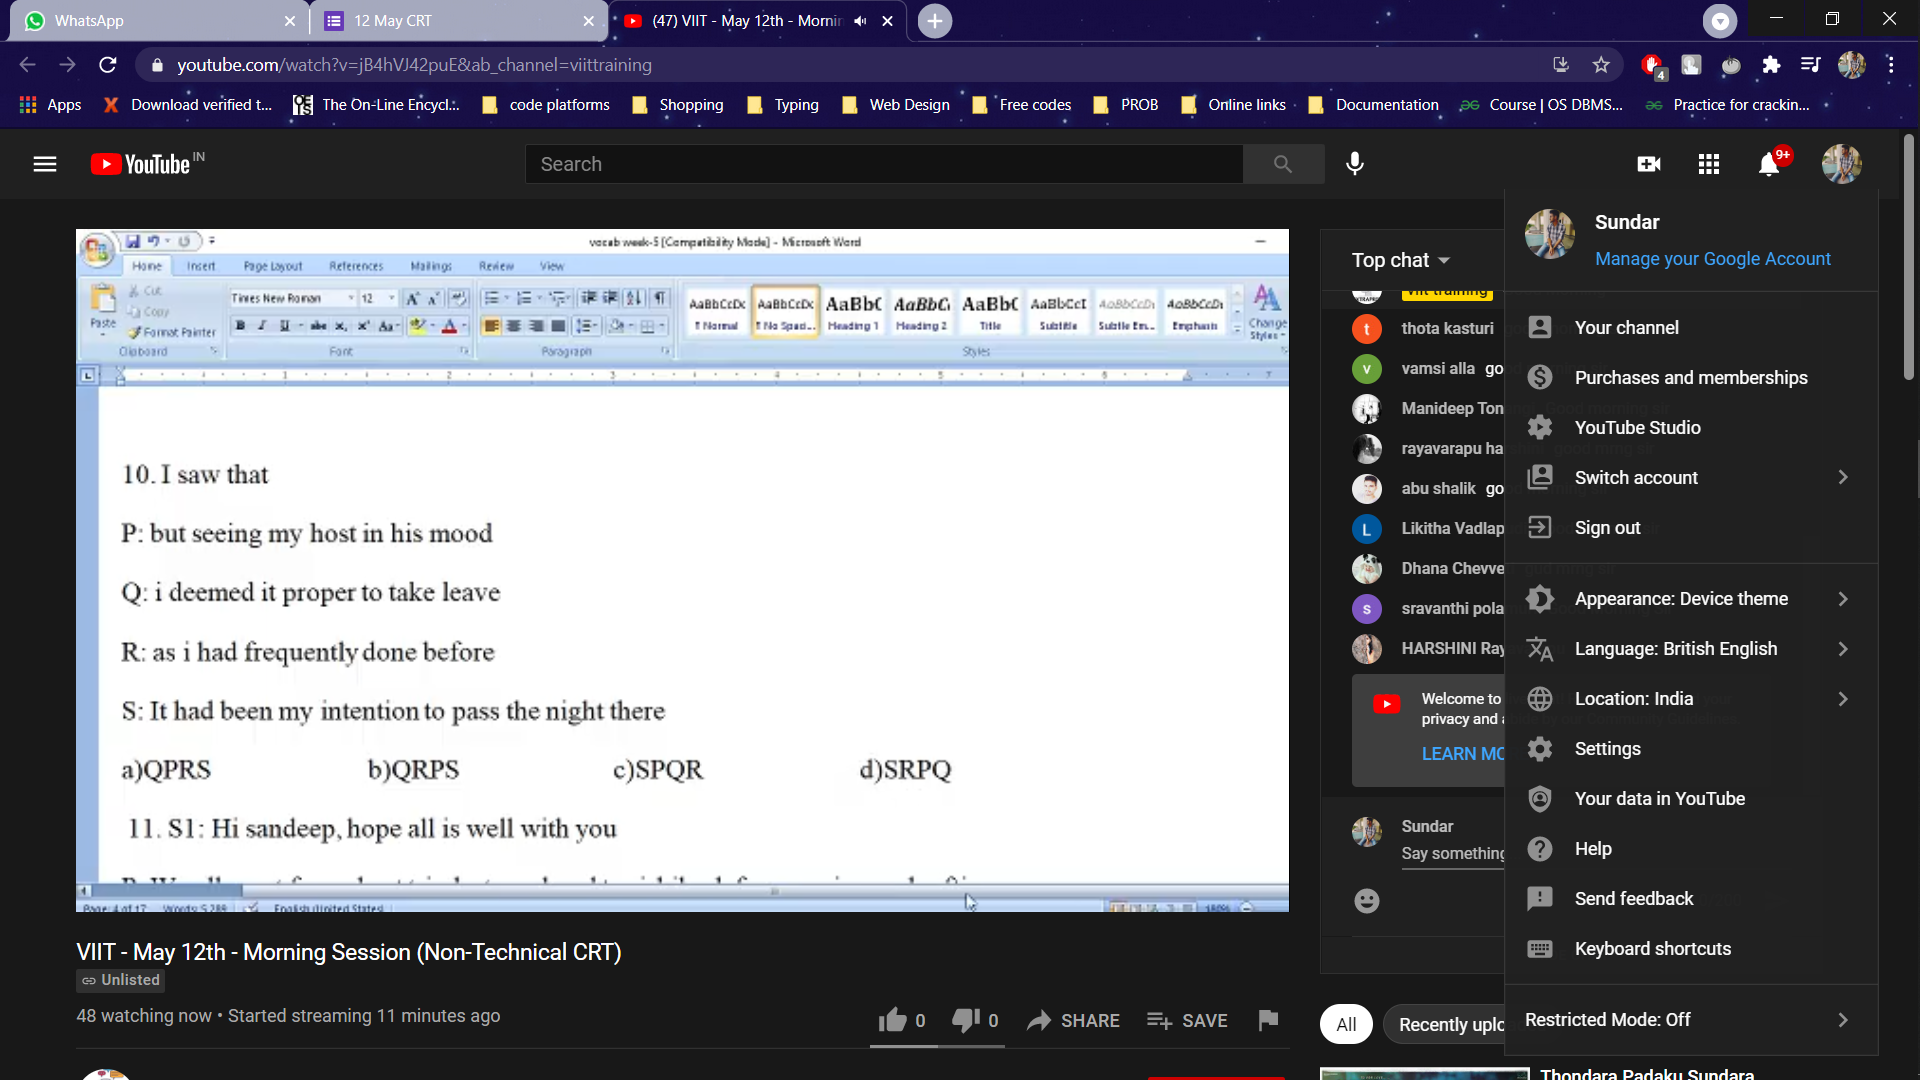 WhatsApp
12 May CRT
(47) VIIT - May 12th - Mornin
youtube.com/watch?v=jB4hVJ42puE&ab_channel=viittraining
4
Apps
Download verified t...
The On-Line Encycl...
code platforms
Shopping
Typing
Web Design
Free codes
PROB
Online links
Documentation
Course | OS DBMS...
Practice for crackin...
YouTube IN
Search
9+
vocab week-5 [Compatibility Mode] - Microsoft Word
Home Insert Page Layout References Mailings Review View
Cut
Copy
Paste
Format Painter
Clipboard
Times New Roman 12
Font
Paragraph
AaBbCcDc AaBbCcDc AaBbC AaBbC AaBbC AaBbCcI AaBbCcDi AaBbCcDi
¶ Normal ¶ No Spaci... Heading 1 Heading 2 Title Subtitle Subtle Em... Emphasis
Change Styles
Styles
10. I saw that
P: but seeing my host in his mood
Q: i deemed it proper to take leave
R: as i had frequently done before
S: It had been my intention to pass the night there
a)QPRS b)QRPS c)SPQR d)SRPQ
11. S1: Hi sandeep, hope all is well with you
Page: 4 of 17 Words: 5,289 English (United States) 180%
VIIT - May 12th - Morning Session (Non-Technical CRT)
Unlisted
48 watching now • Started streaming 11 minutes ago
0 0 SHARE SAVE
Top chat
viit training
thota kasturi
vamsi alla go
Manideep Ton
rayavarapu ha
abu shalik go
Likitha Vadlap
Dhana Chevve
sravanthi pola
HARSHINI Ray
Welcome to
privacy and
LEARN MO
Sundar
Say something
All
Recently uplo
Thondara Padaku Sundara
Sundar
Manage your Google Account
Your channel
Purchases and memberships
YouTube Studio
Switch account
Sign out
Appearance: Device theme
Language: British English
Location: India
Settings
Your data in YouTube
Help
Send feedback
Keyboard shortcuts
Restricted Mode: Off